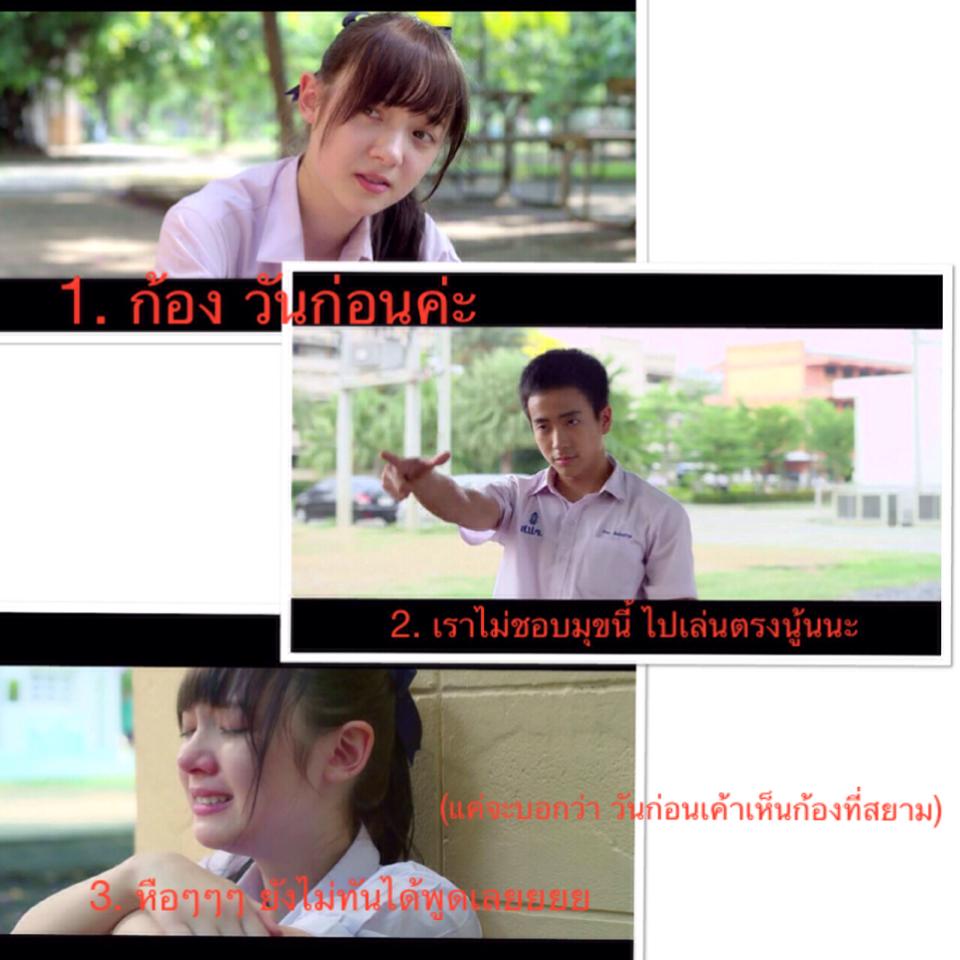 1. ก้อง วันก่อนค่ะ
2. เราไม่ชอบมุขนี้ ไปเล่นตรงนู้นนะ
(แค่จะบอกว่า วันก่อนเค้าเห็นก้องที่สยาม)
3. หือๆๆๆ ยังไม่ทันได้พูดเลยยยย